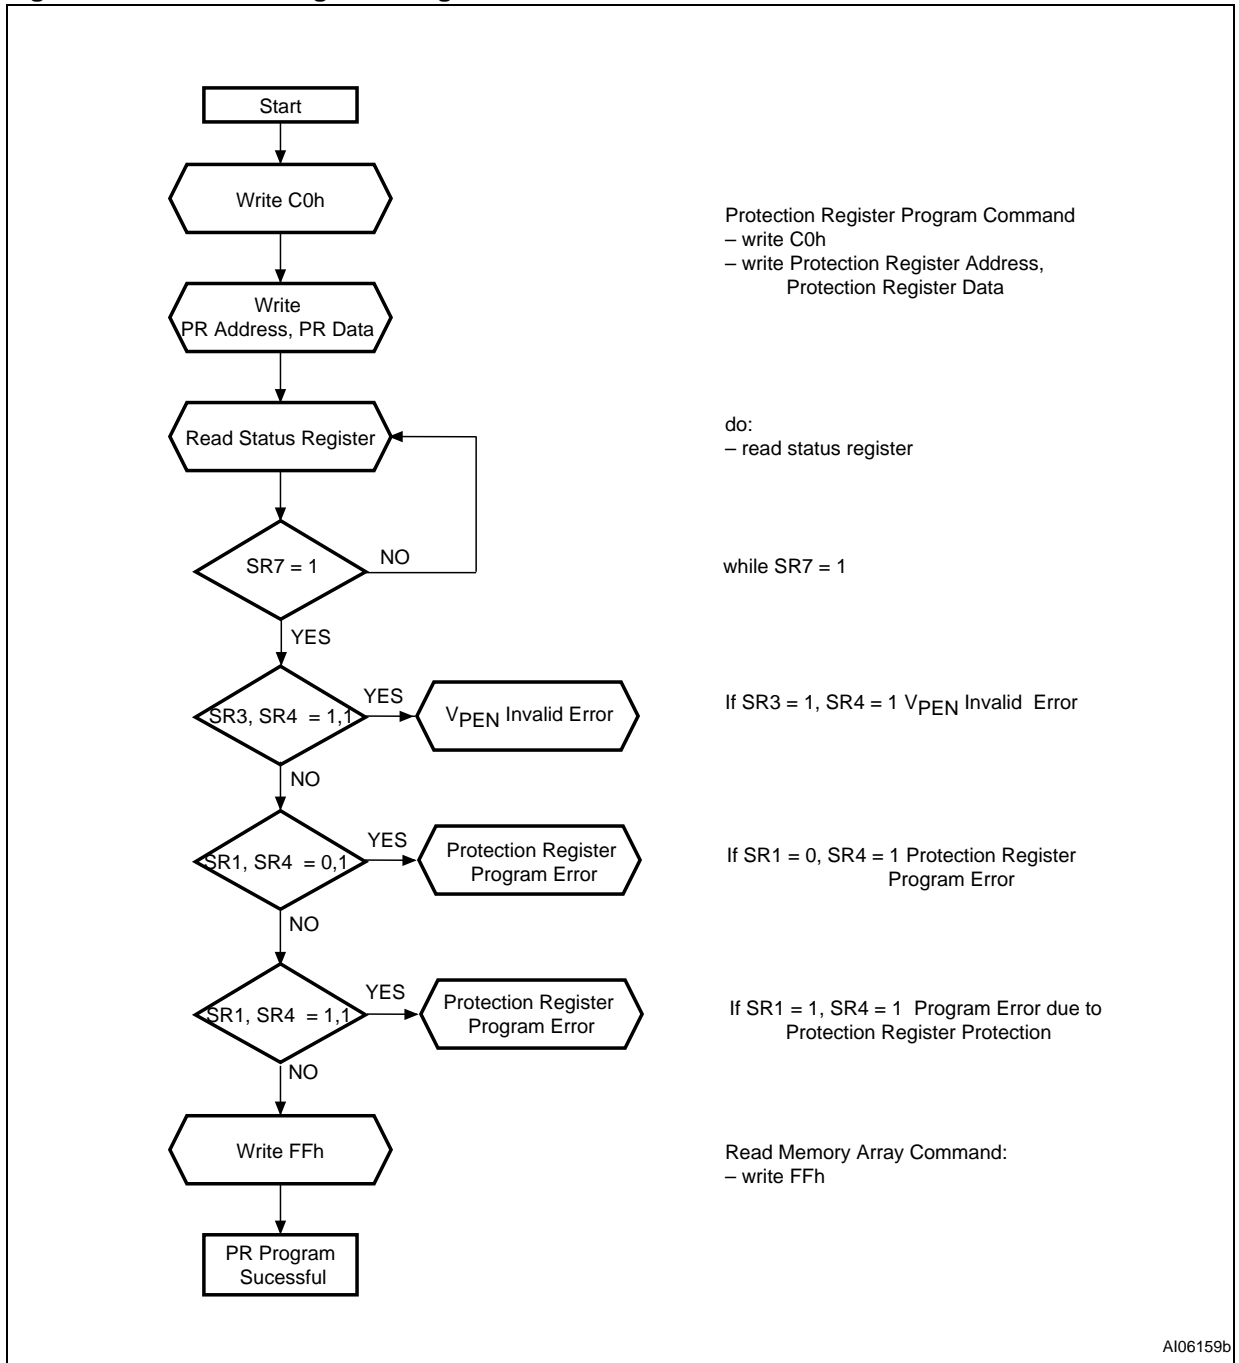 Start
Write C0h
Protection Register Program Command
– write C0h
– write Protection Register Address,
Protection Register Data
Write
PR Address, PR Data
Read Status Register
do:
– read status register
SR7 = 1
NO
while SR7 = 1
YES
SR3, SR4 = 1,1
YES
VPEN Invalid Error
If SR3 = 1, SR4 = 1 VPEN Invalid Error
NO
SR1, SR4 = 0,1
YES
Protection Register
Program Error
If SR1 = 0, SR4 = 1 Protection Register
Program Error
NO
SR1, SR4 = 1,1
YES
Protection Register
Program Error
If SR1 = 1, SR4 = 1 Program Error due to
Protection Register Protection
NO
Write FFh
Read Memory Array Command:
– write FFh
PR Program
Sucessful
AI06159b